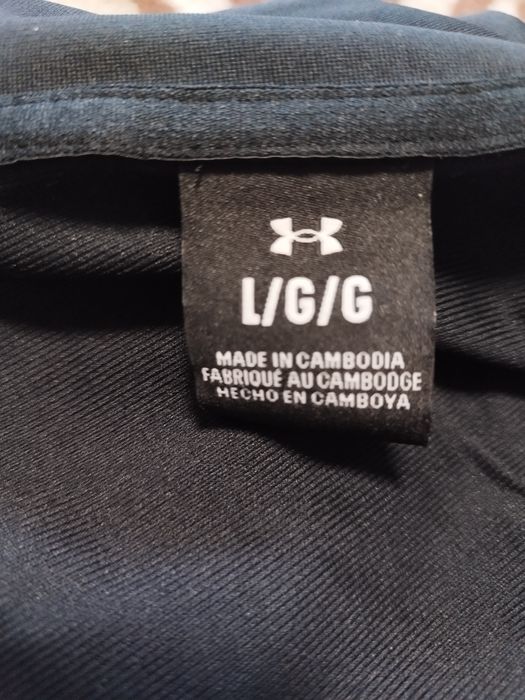 L/G/G
MADE IN CAMBODIA
FABRIQUÉ AU CAMBODGE
HECHO EN CAMBOYA